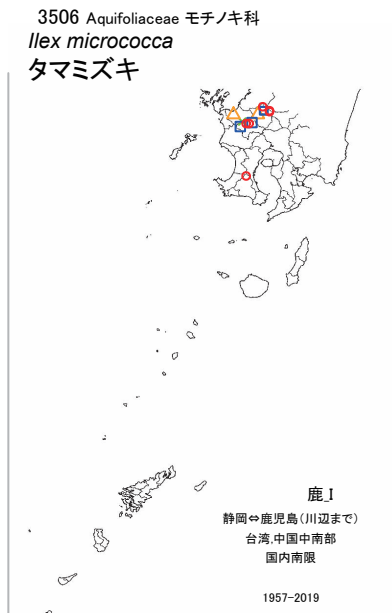 3506 Aquifoliaceae モチノキ科
Ilex micrococca
タマミズキ
鹿_I
静岡⇔鹿児島(川辺まで)
台湾,中国中南部
国内南限
1957-2019